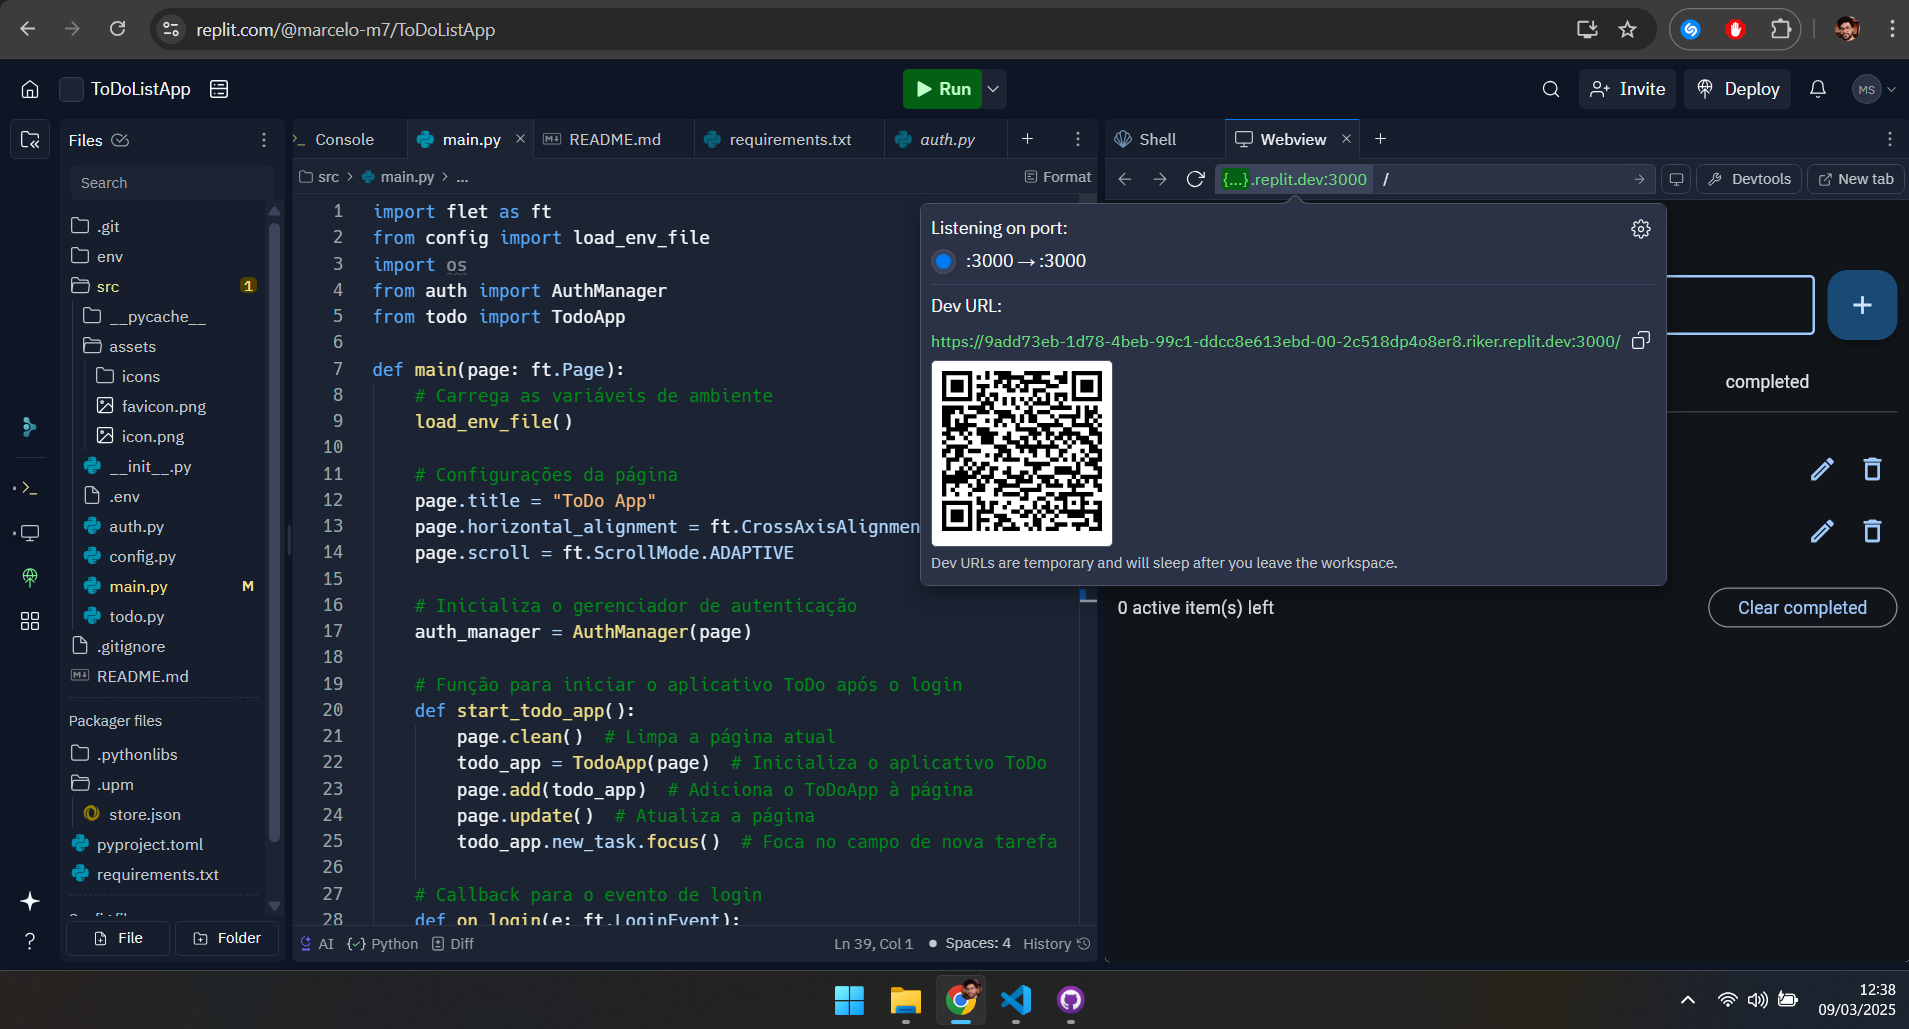 replit.com/@marcelo-m7/ToDoListApp
ToDoListApp
Run
Invite
Deploy
MS
Files
Search
.git
env
src
1
__pycache__
assets
icons
favicon.png
icon.png
__init__.py
.env
auth.py
config.py
main.py
M
todo.py
.gitignore
README.md
Packager files
.pythonlibs
.upm
store.json
pyproject.toml
requirements.txt
File
Folder
Console
main.py
README.md
requirements.txt
auth.py
src
main.py
...
Format
1 import flet as ft
2 from config import load_env_file
3 import os
4 from auth import AuthManager
5 from todo import TodoApp
6
7 def main(page: ft.Page):
8 # Carrega as variáveis de ambiente
9 load_env_file()
10
11 # Configurações da página
12 page.title = "ToDo App"
13 page.horizontal_alignment = ft.CrossAxisAlignmen
14 page.scroll = ft.ScrollMode.ADAPTIVE
15
16 # Inicializa o gerenciador de autenticação
17 auth_manager = AuthManager(page)
18
19 # Função para iniciar o aplicativo ToDo após o login
20 def start_todo_app():
21 page.clean() # Limpa a página atual
22 todo_app = TodoApp(page) # Inicializa o aplicativo ToDo
23 page.add(todo_app) # Adiciona o ToDoApp à página
24 page.update() # Atualiza a página
25 todo_app.new_task.focus() # Foca no campo de nova tarefa
26
27 # Callback para o evento de login
28 def on_login(e: ft.LoginEvent):
AI
Python
Diff
Ln 39, Col 1
Spaces: 4
History
Shell
Webview
{...}.replit.dev:3000 /
Devtools
New tab
Listening on port:
:3000 → :3000
Dev URL:
https://9add73eb-1d78-4beb-99c1-ddcc8e613ebd-00-2c518dp4o8er8.riker.replit.dev:3000/
Dev URLs are temporary and will sleep after you leave the workspace.
completed
0 active item(s) left
Clear completed
12:38
09/03/2025